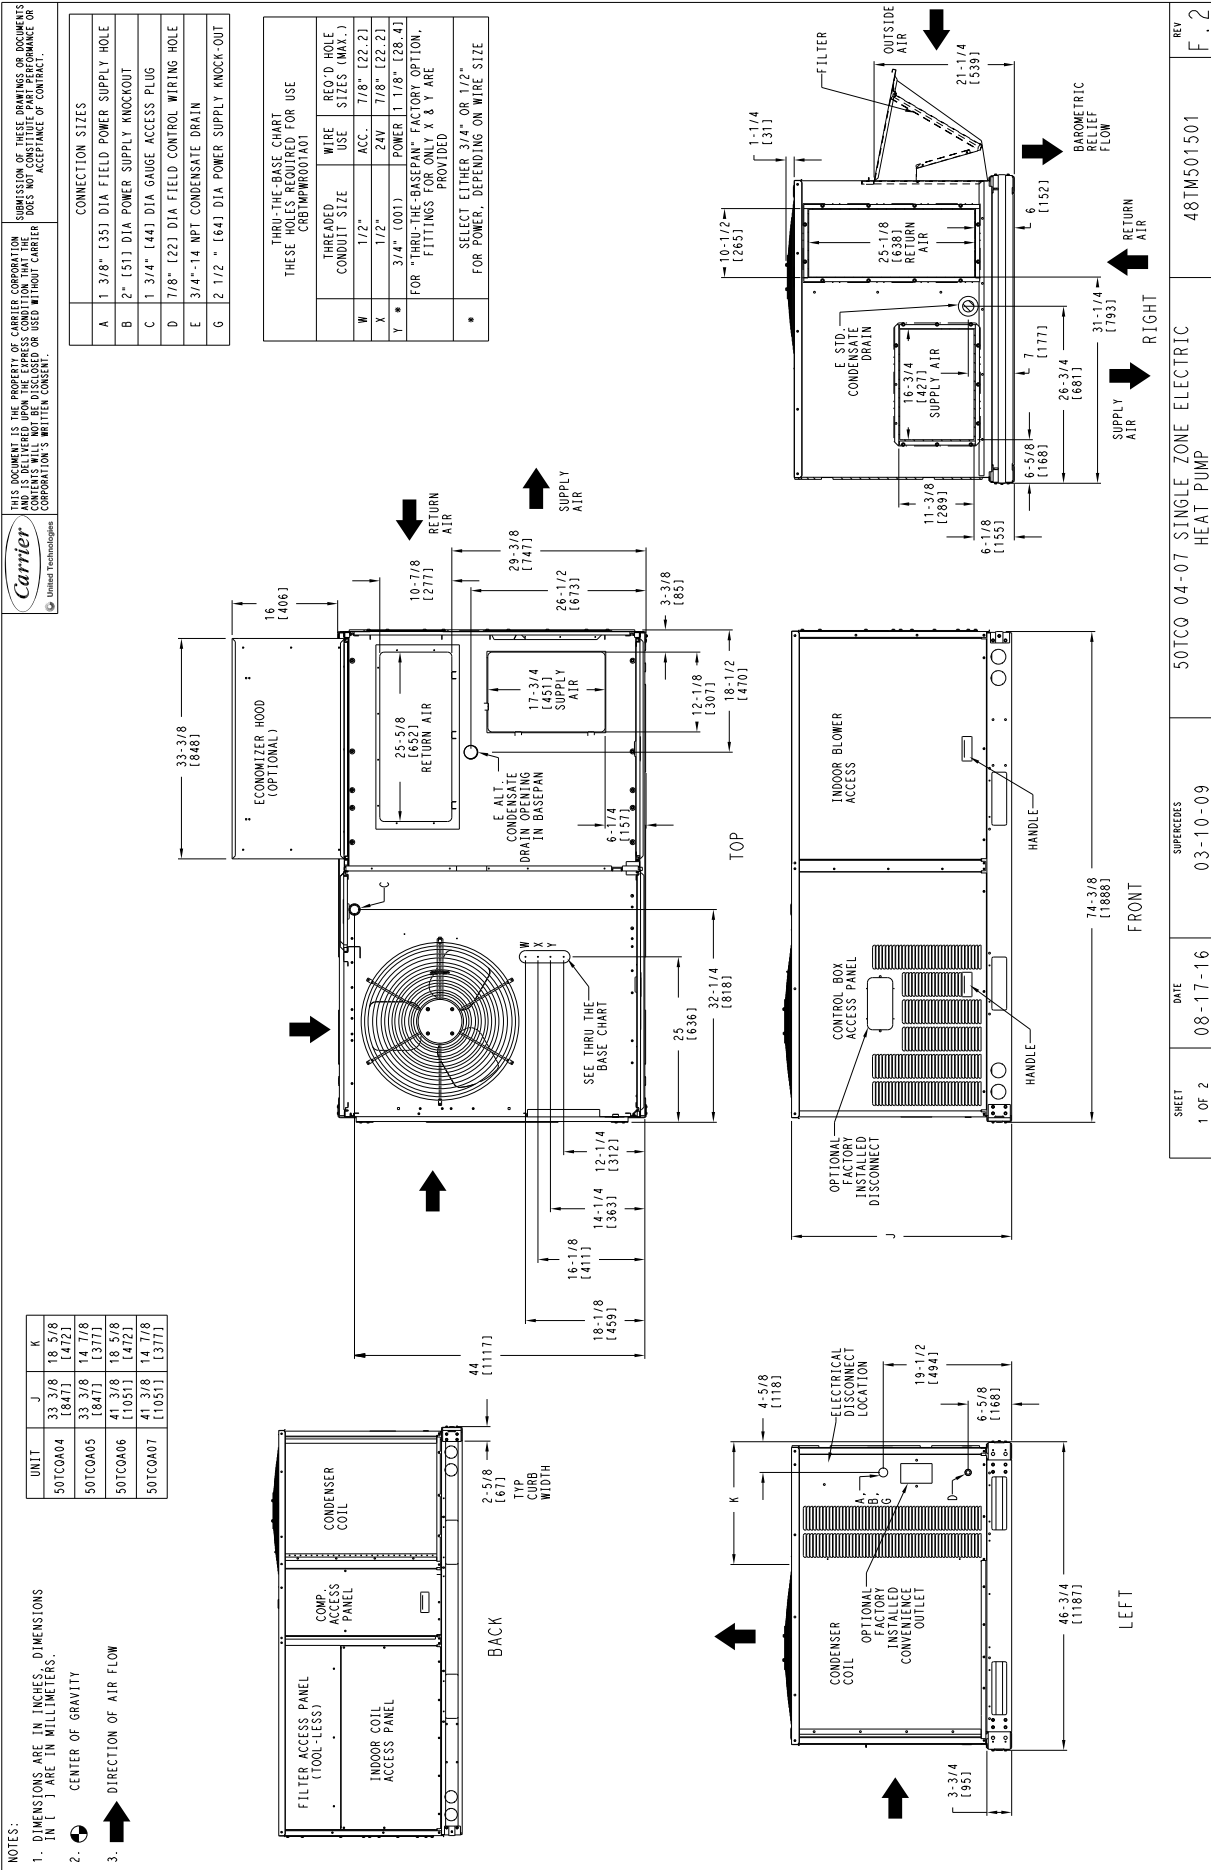 NOTES:
1. DIMENSIONS ARE IN INCHES, DIMENSIONS
IN [ ] ARE IN MILLIMETERS.
2. CENTER OF GRAVITY
3. DIRECTION OF AIR FLOW
UNIT J K
50TCQA04 33 3/8 [847] 18 5/8 [472]
50TCQA05 33 3/8 [847] 14 7/8 [377]
50TCQA06 41 3/8 [1051] 18 5/8 [472]
50TCQA07 41 3/8 [1051] 14 7/8 [377]
Carrier
United Technologies
THIS DOCUMENT IS THE PROPERTY OF CARRIER CORPORATION
AND IS DELIVERED UPON THE EXPRESS CONDITION THAT THE
CONTENTS WILL NOT BE DISCLOSED OR USED WITHOUT CARRIER
CORPORATION'S WRITTEN CONSENT.
SUBMISSION OF THESE DRAWINGS OR DOCUMENTS
DOES NOT CONSTITUTE PART PERFORMANCE OR
ACCEPTANCE OF CONTRACT.
CONNECTION SIZES
A 1 3/8" [35] DIA FIELD POWER SUPPLY HOLE
B 2" [51] DIA POWER SUPPLY KNOCKOUT
C 1 3/4" [44] DIA GAUGE ACCESS PLUG
D 7/8" [22] DIA FIELD CONTROL WIRING HOLE
E 3/4"-14 NPT CONDENSATE DRAIN
G 2 1/2 " [64] DIA POWER SUPPLY KNOCK-OUT
THRU-THE-BASE CHART
THESE HOLES REQUIRED FOR USE
CRBTMPWR001A01
THREADED CONDUIT SIZE WIRE USE REQ'D HOLE SIZES (MAX.)
W 1/2" ACC. 7/8" [22.2]
X 1/2" 24V 7/8" [22.2]
Y * 3/4" (001) POWER 1 1/8" [28.4]
FOR "THRU-THE-BASEPAN" FACTORY OPTION,
FITTINGS FOR ONLY X & Y ARE
PROVIDED
* SELECT EITHER 3/4" OR 1/2"
FOR POWER, DEPENDING ON WIRE SIZE
FILTER ACCESS PANEL
(TOOL-LESS)
INDOOR COIL
ACCESS PANEL
COMP.
ACCESS
PANEL
CONDENSER
COIL
2-5/8
[67]
TYP
CURB
WIDTH
BACK
33-3/8
[848]
16
[406]
ECONOMIZER HOOD
(OPTIONAL)
C
25-5/8
[652]
RETURN AIR
10-7/8
[277]
RETURN
AIR
29-3/8
[747]
SUPPLY
AIR
26-1/2
[673]
3-3/8
[85]
17-3/4
[451]
SUPPLY
AIR
12-1/8
[307]
18-1/2
[470]
E ALT.
CONDENSATE
DRAIN OPENING
IN BASEPAN
6-1/4
[157]
W
X
Y
SEE THRU THE
BASE CHART
25
[636]
32-1/4
[818]
12-1/4
[312]
14-1/4
[363]
16-1/8
[411]
18-1/8
[459]
44
[1117]
TOP
CONDENSER
COIL
OPTIONAL
FACTORY
INSTALLED
CONVENIENCE
OUTLET
ELECTRICAL
DISCONNECT
LOCATION
A,
B,
G
D
K
4-5/8
[118]
19-1/2
[494]
6-5/8
[168]
46-3/4
[1187]
3-3/4
[95]
LEFT
OPTIONAL
FACTORY
INSTALLED
DISCONNECT
CONTROL BOX
ACCESS PANEL
INDOOR BLOWER
ACCESS
HANDLE
HANDLE
J
74-3/8
[1888]
FRONT
E STD.
CONDENSATE
DRAIN
16-3/4
[427]
SUPPLY AIR
11-3/8
[289]
6-1/8
[155]
6-5/8
[168]
7
[177]
26-3/4
[681]
31-1/4
[793]
SUPPLY
AIR
RETURN
AIR
10-1/2
[265]
25-1/8
[638]
RETURN
AIR
1-1/4
[31]
6
[152]
FILTER
OUTSIDE
AIR
21-1/4
[539]
BAROMETRIC
RELIEF
FLOW
RIGHT
SHEET
1 OF 2
DATE
08-17-16
SUPERCEDES
03-10-09
50TCQ 04-07 SINGLE ZONE ELECTRIC
HEAT PUMP
48TM501501
REV
F.2